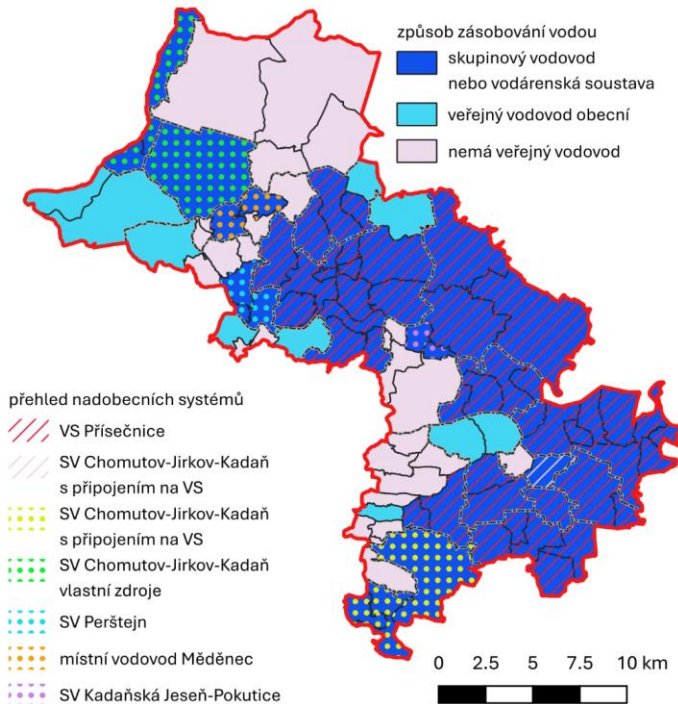 způsob zásobování vodou
skupinový vodovod
nebo vodárenská soustava
veřejný vodovod obecní
nemá veřejný vodovod
přehled nadobecních systémů
VS Přísečnice
SV Chomutov-Jirkov-Kadaň
s připojením na VS
SV Chomutov-Jirkov-Kadaň
s připojením na VS
SV Chomutov-Jirkov-Kadaň
vlastní zdroje
SV Perštejn
místní vodovod Měděnec
SV Kadaňská Jeseň-Pokutice
0 2.5 5 7.5 10 km